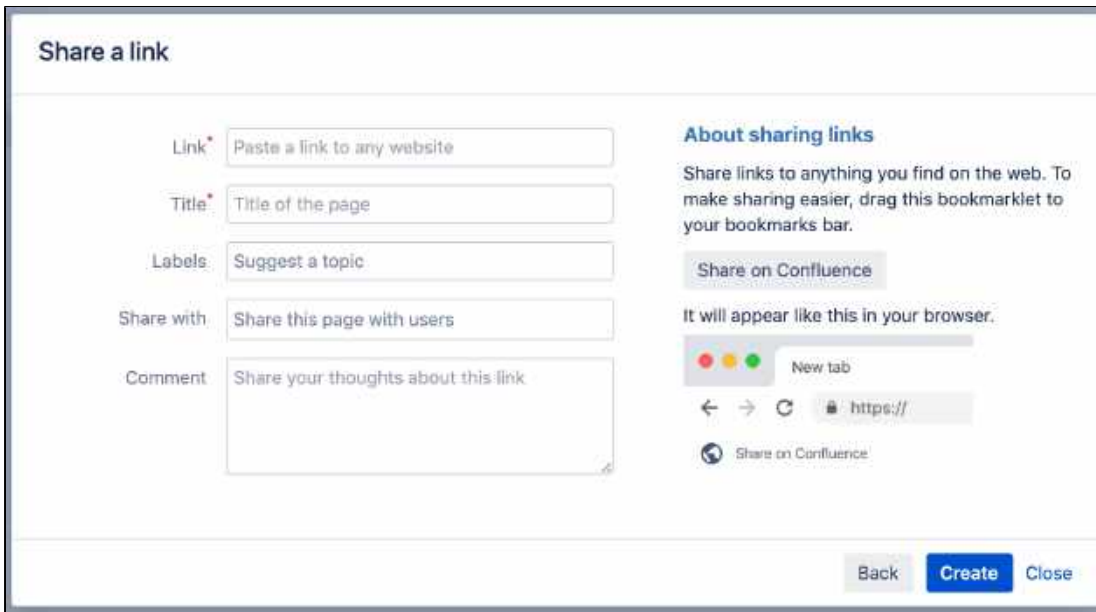 Share a link
Link*
Paste a link to any website
Title*
Title of the page
Labels
Suggest a topic
Share with
Share this page with users
Comment
Share your thoughts about this link
About sharing links
Share links to anything you find on the web. To
make sharing easier, drag this bookmarklet to
your bookmarks bar.
Share on Confluence
It will appear like this in your browser.
New tab
https://
Share on Confluence
Back
Create
Close